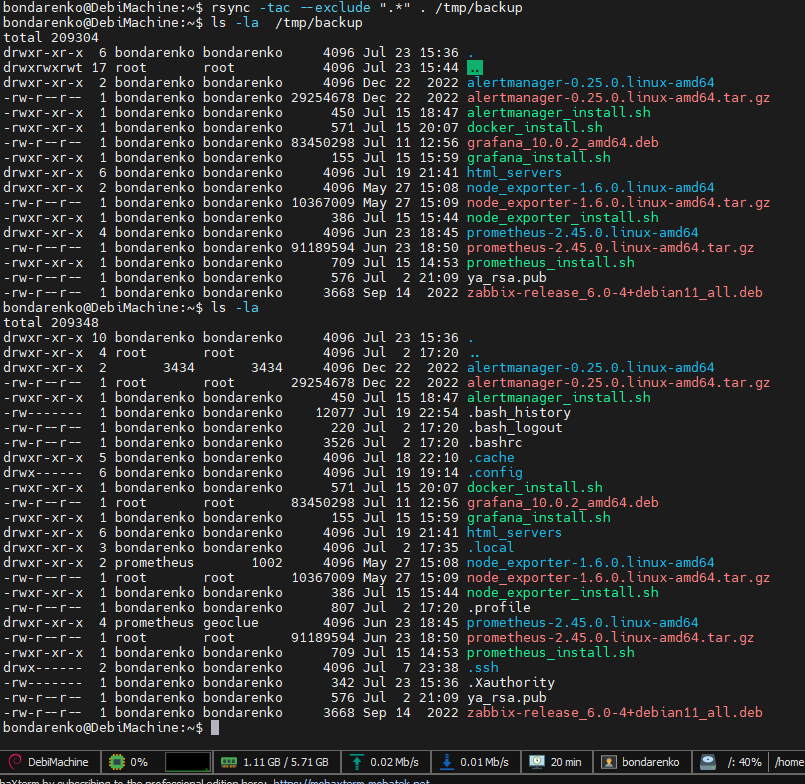 bondarenko@DebiMachine:~$ rsync -tac --exclude ".*" . /tmp/backup
bondarenko@DebiMachine:~$ ls -la  /tmp/backup
total 209304
drwxr-xr-x  6 bondarenko bondarenko     4096 Jul 23 15:36 .
drwxrwxrwt 17 root       root           4096 Jul 23 15:44 ..
drwxr-xr-x  2 bondarenko bondarenko     4096 Dec 22  2022 alertmanager-0.25.0.linux-amd64
-rw-r--r--  1 bondarenko bondarenko 29254678 Dec 22  2022 alertmanager-0.25.0.linux-amd64.tar.gz
-rwxr-xr-x  1 bondarenko bondarenko      450 Jul 15 18:47 alertmanager_install.sh
-rwxr-xr-x  1 bondarenko bondarenko      571 Jul 15 20:07 docker_install.sh
-rw-r--r--  1 bondarenko bondarenko 83450298 Jul 11 12:56 grafana_10.0.2_amd64.deb
-rwxr-xr-x  1 bondarenko bondarenko      155 Jul 15 15:59 grafana_install.sh
drwxr-xr-x  6 bondarenko bondarenko     4096 Jul 19 21:41 html_servers
drwxr-xr-x  2 bondarenko bondarenko     4096 May 27 15:08 node_exporter-1.6.0.linux-amd64
-rw-r--r--  1 bondarenko bondarenko 10367009 May 27 15:09 node_exporter-1.6.0.linux-amd64.tar.gz
-rwxr-xr-x  1 bondarenko bondarenko      386 Jul 15 15:44 node_exporter_install.sh
drwxr-xr-x  4 bondarenko bondarenko     4096 Jun 23 18:45 prometheus-2.45.0.linux-amd64
-rw-r--r--  1 bondarenko bondarenko 91189594 Jun 23 18:50 prometheus-2.45.0.linux-amd64.tar.gz
-rwxr-xr-x  1 bondarenko bondarenko      709 Jul 15 14:53 prometheus_install.sh
-rw-r--r--  1 bondarenko bondarenko      576 Jul  2 21:09 ya_rsa.pub
-rw-r--r--  1 bondarenko bondarenko     3668 Sep 14  2022 zabbix-release_6.0-4+debian11_all.deb
bondarenko@DebiMachine:~$ ls -la
total 209348
drwxr-xr-x 10 bondarenko bondarenko     4096 Jul 23 15:36 .
drwxr-xr-x  4 root       root           4096 Jul  2 17:20 ..
drwxr-xr-x  2       3434       3434     4096 Dec 22  2022 alertmanager-0.25.0.linux-amd64
-rw-r--r--  1 root       root       29254678 Dec 22  2022 alertmanager-0.25.0.linux-amd64.tar.gz
-rwxr-xr-x  1 bondarenko bondarenko      450 Jul 15 18:47 alertmanager_install.sh
-rw-------  1 bondarenko bondarenko    12077 Jul 19 22:54 .bash_history
-rw-r--r--  1 bondarenko bondarenko      220 Jul  2 17:20 .bash_logout
-rw-r--r--  1 bondarenko bondarenko     3526 Jul  2 17:20 .bashrc
drwxr-xr-x  5 bondarenko bondarenko     4096 Jul 18 22:10 .cache
drwx------  6 bondarenko bondarenko     4096 Jul 19 19:14 .config
-rwxr-xr-x  1 bondarenko bondarenko      571 Jul 15 20:07 docker_install.sh
-rw-r--r--  1 root       root       83450298 Jul 11 12:56 grafana_10.0.2_amd64.deb
-rwxr-xr-x  1 bondarenko bondarenko      155 Jul 15 15:59 grafana_install.sh
drwxr-xr-x  6 bondarenko bondarenko     4096 Jul 19 21:41 html_servers
drwxr-xr-x  3 bondarenko bondarenko     4096 Jul  2 17:35 .local
drwxr-xr-x  2 prometheus       1002     4096 May 27 15:08 node_exporter-1.6.0.linux-amd64
-rw-r--r--  1 root       root       10367009 May 27 15:09 node_exporter-1.6.0.linux-amd64.tar.gz
-rwxr-xr-x  1 bondarenko bondarenko      386 Jul 15 15:44 node_exporter_install.sh
-rw-r--r--  1 bondarenko bondarenko      807 Jul  2 17:20 .profile
drwxr-xr-x  4 prometheus geoclue        4096 Jun 23 18:45 prometheus-2.45.0.linux-amd64
-rw-r--r--  1 root       root       91189594 Jun 23 18:50 prometheus-2.45.0.linux-amd64.tar.gz
-rwxr-xr-x  1 bondarenko bondarenko      709 Jul 15 14:53 prometheus_install.sh
drwx------  2 bondarenko bondarenko     4096 Jul  7 23:38 .ssh
-rw-------  1 bondarenko bondarenko      342 Jul 23 15:36 .Xauthority
-rw-r--r--  1 bondarenko bondarenko      576 Jul  2 21:09 ya_rsa.pub
-rw-r--r--  1 bondarenko bondarenko     3668 Sep 14  2022 zabbix-release_6.0-4+debian11_all.deb
bondarenko@DebiMachine:~$
DebiMachine 0% 1.11 GB / 5.71 GB 0.02 Mb/s 0.01 Mb/s 20 min bondarenko /: 40% /home
baXterm by subscribing to the professional edition here: https://mobaxterm.mobatek.net